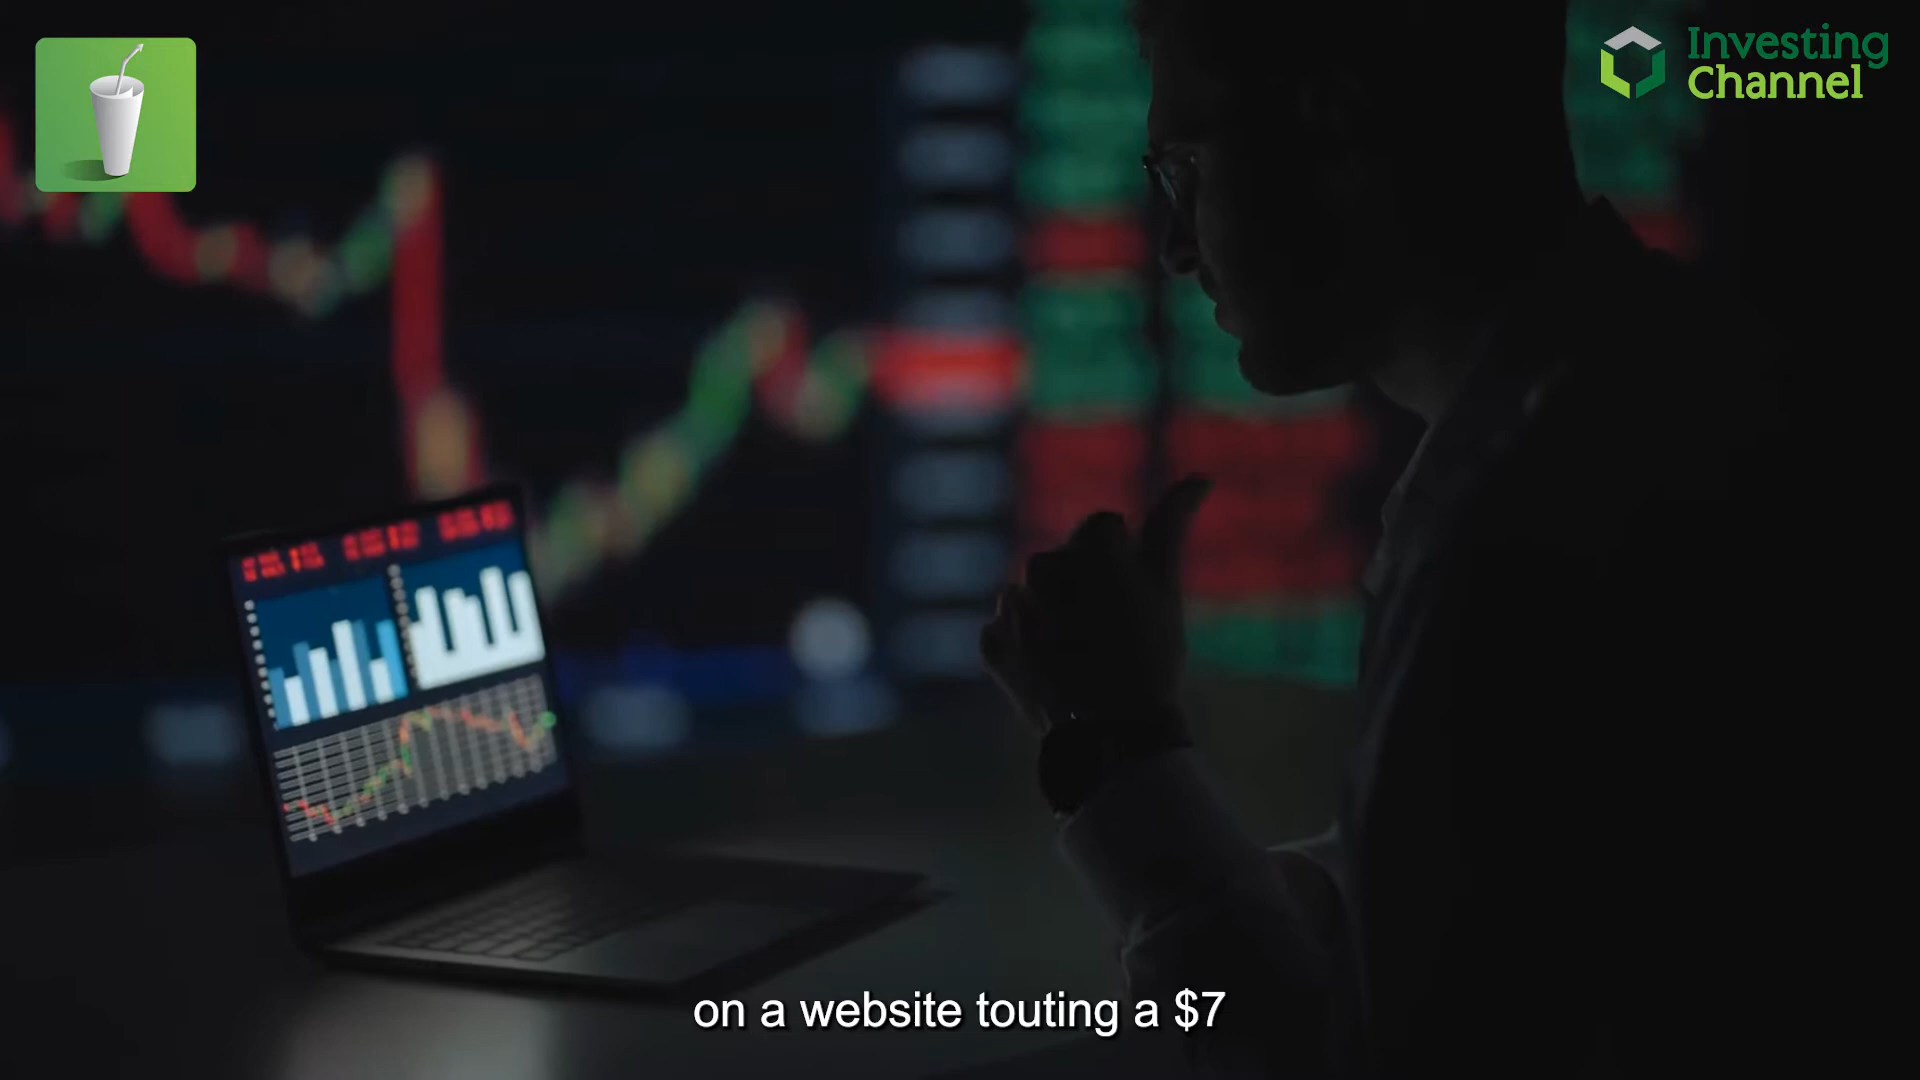 Investing
Channel
on a website touting a $7